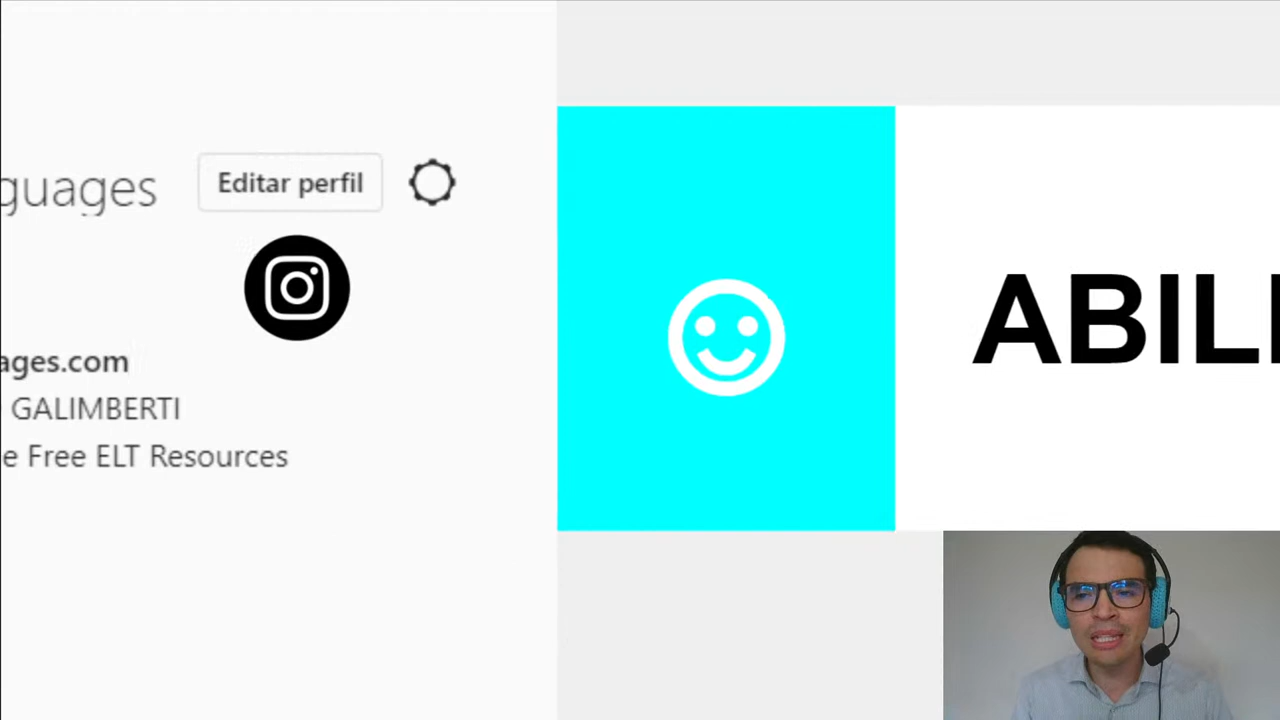 guages Editar perfil
ages.com
GALIMBERTI
e Free ELT Resources
ABILI